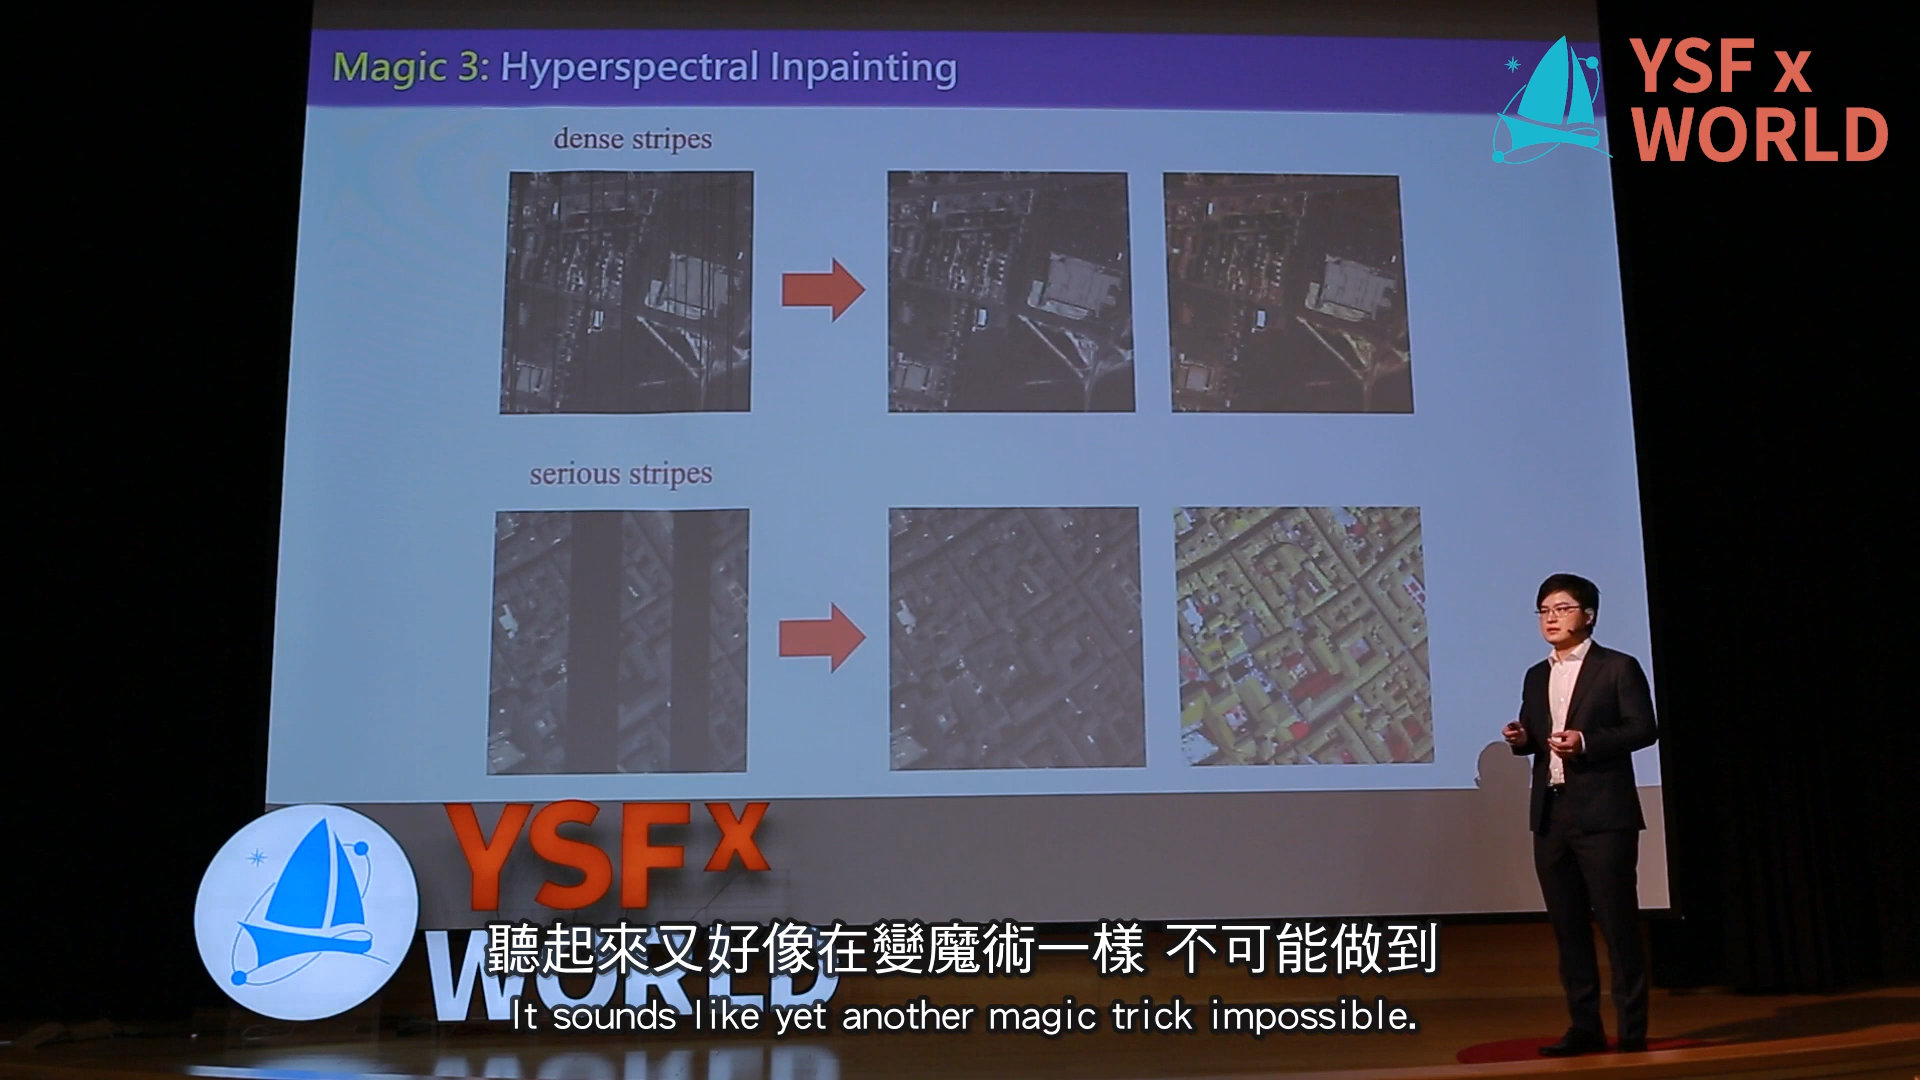 Magic 3: Hyperspectral Inpainting
YSF x
WORLD
dense stripes
serious stripes
YSF x
WORLD
聽起來又好像在變魔術一樣 不可能做到
It sounds like yet another magic trick impossible.